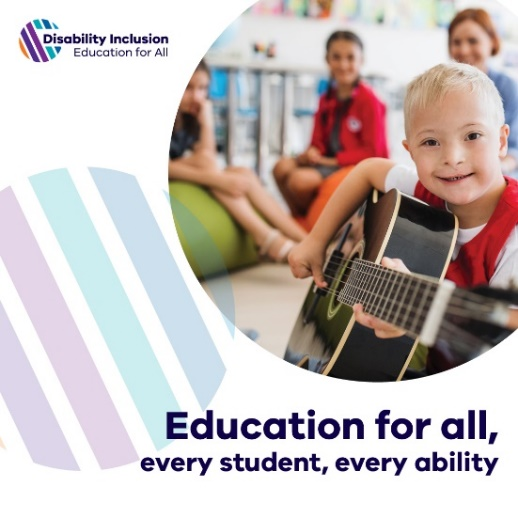 Disability Inclusion
Education for All
Education for all,
every student, every ability